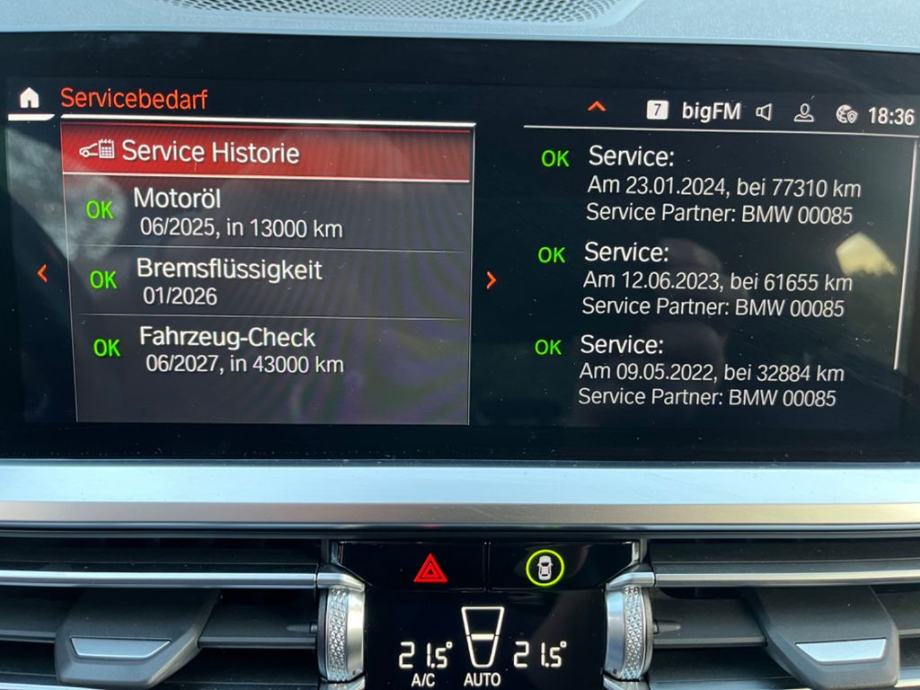 Servicebedarf
7 bigFM 18:36
Service Historie
OK Motoröl
06/2025, in 13000 km
OK Bremsflüssigkeit
01/2026
OK Fahrzeug-Check
06/2027, in 43000 km
OK Service:
Am 23.01.2024, bei 77310 km
Service Partner: BMW 00085
OK Service:
Am 12.06.2023, bei 61655 km
Service Partner: BMW 00085
OK Service:
Am 09.05.2022, bei 32884 km
Service Partner: BMW 00085
21.5° 21.5°
A/C AUTO